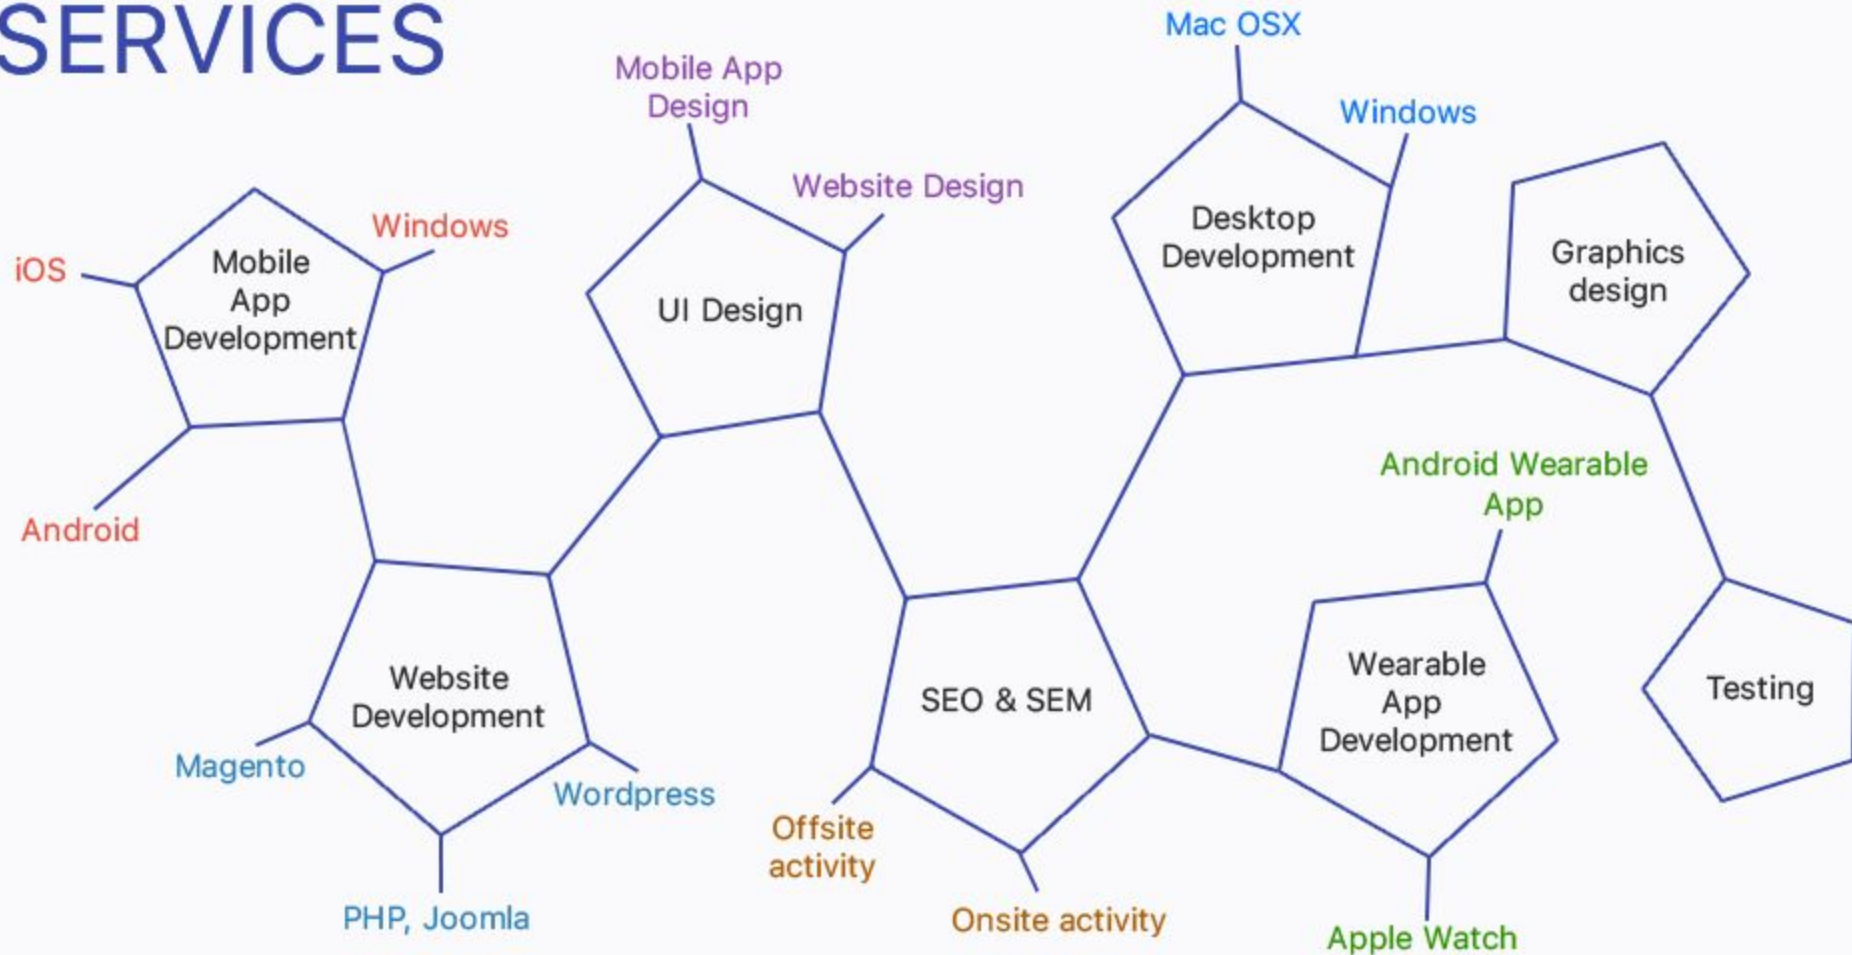 SERVICES
Mobile App
Design
Website Design
Mac OSX
Windows
iOS
Windows
Android
Mobile
App
Development
UI Design
Desktop
Development
Graphics
design
Android Wearable
App
Website
Development
Magento
Wordpress
PHP, Joomla
SEO & SEM
Offsite
activity
Onsite activity
Wearable
App
Development
Apple Watch
Testing